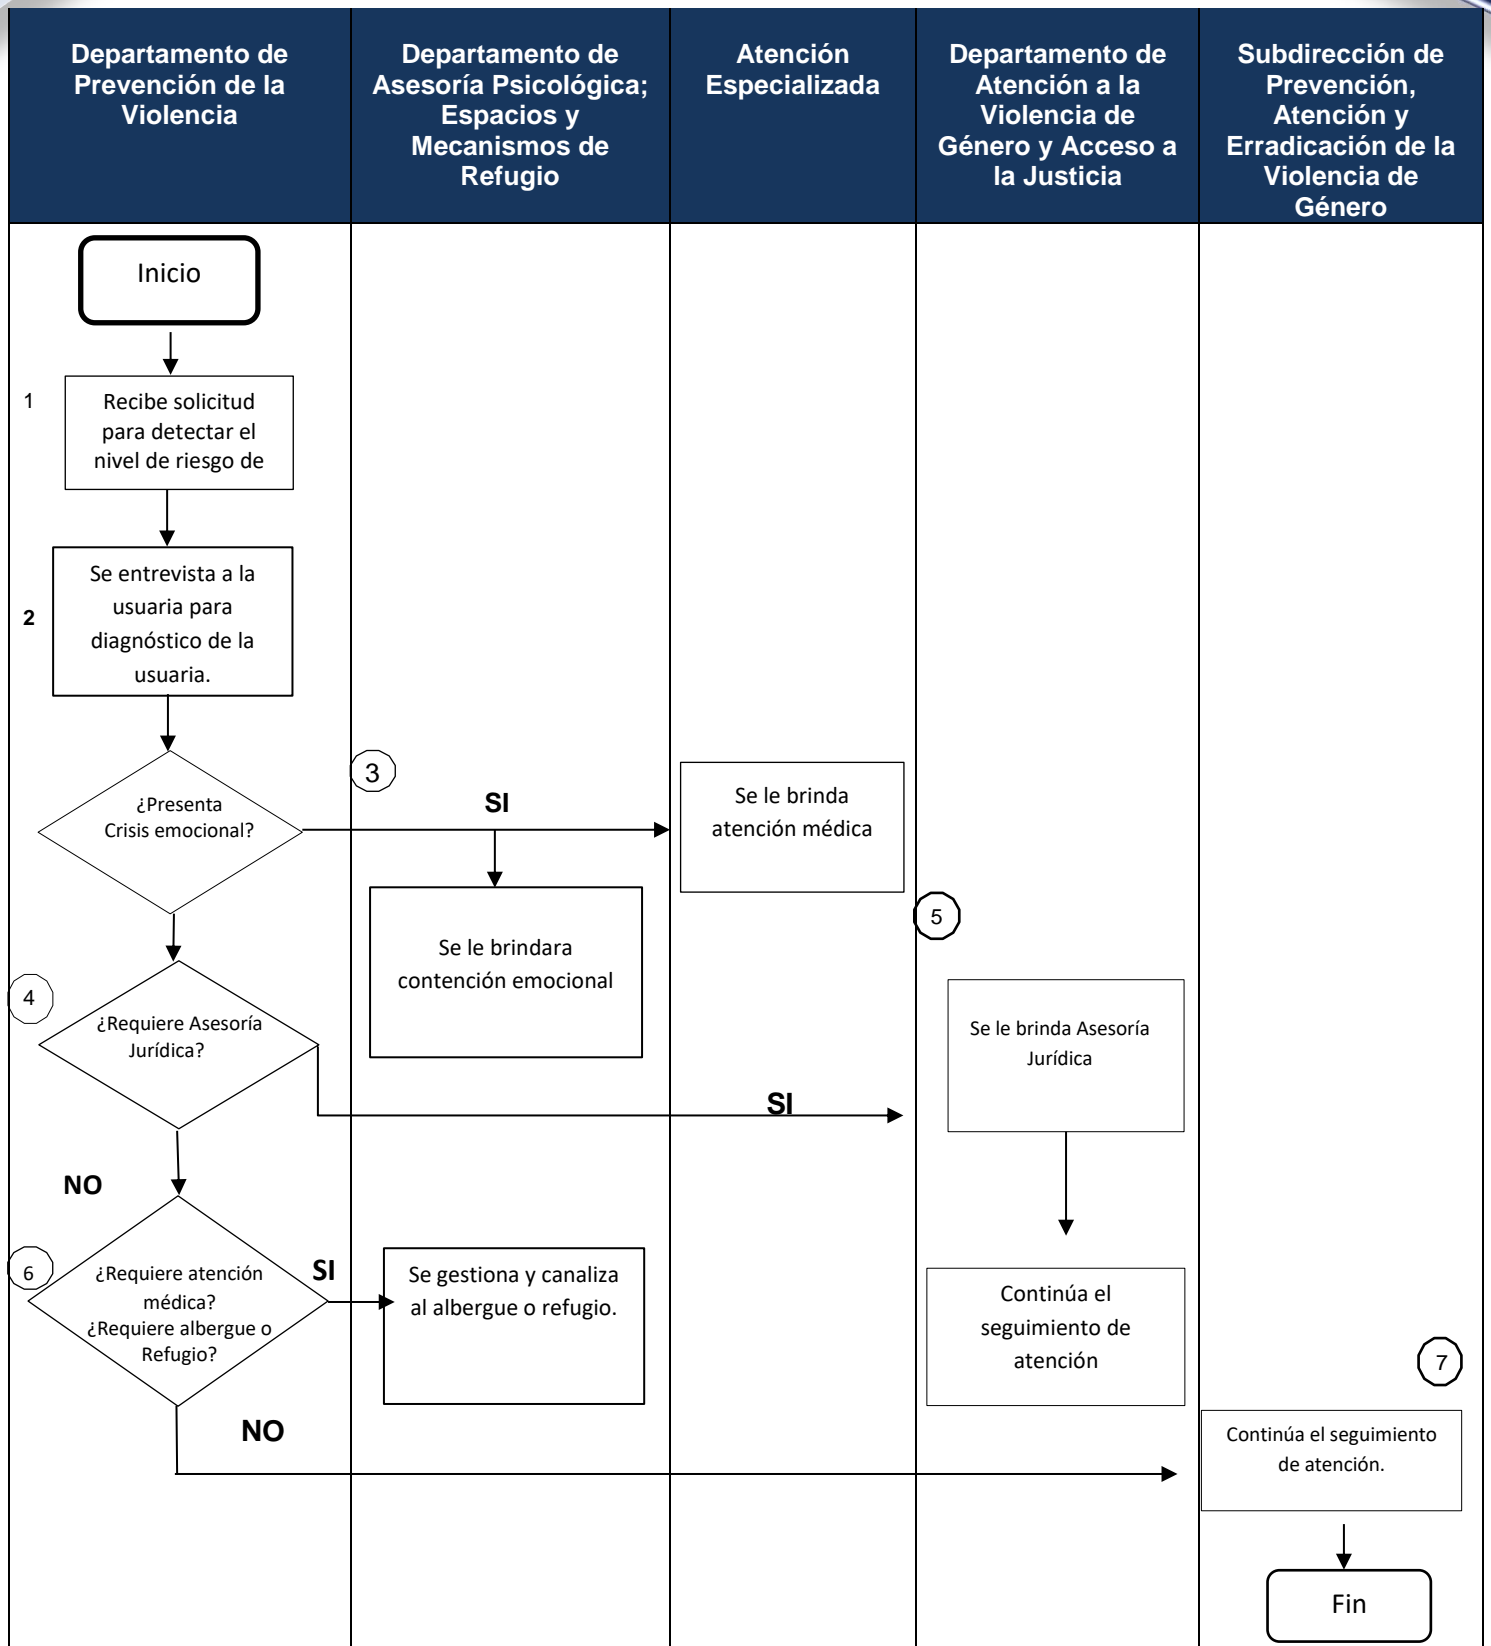 Departamento de
Prevención de la
Violencia
Departamento de
Asesoría Psicológica;
Espacios y
Mecanismos de
Refugio
Atención
Especializada
Departamento de
Atención a la
Violencia de
Género y Acceso a
la Justicia
Subdirección de
Prevención,
Atención y
Erradicación de la
Violencia de
Género
Inicio
1
Recibe solicitud
para detectar el
nivel de riesgo de
2
Se entrevista a la
usuaria para
diagnóstico de la
usuaria.
¿Presenta
Crisis emocional?
3
SI
Se le brinda
atención médica
Se le brindara
contención emocional
4
¿Requiere Asesoría
Jurídica?
SI
5
Se le brinda Asesoría
Jurídica
Continúa el
seguimiento de
atención
NO
6
¿Requiere atención
médica?
¿Requiere albergue o
Refugio?
SI
Se gestiona y canaliza
al albergue o refugio.
NO
7
Continúa el seguimiento
de atención.
Fin